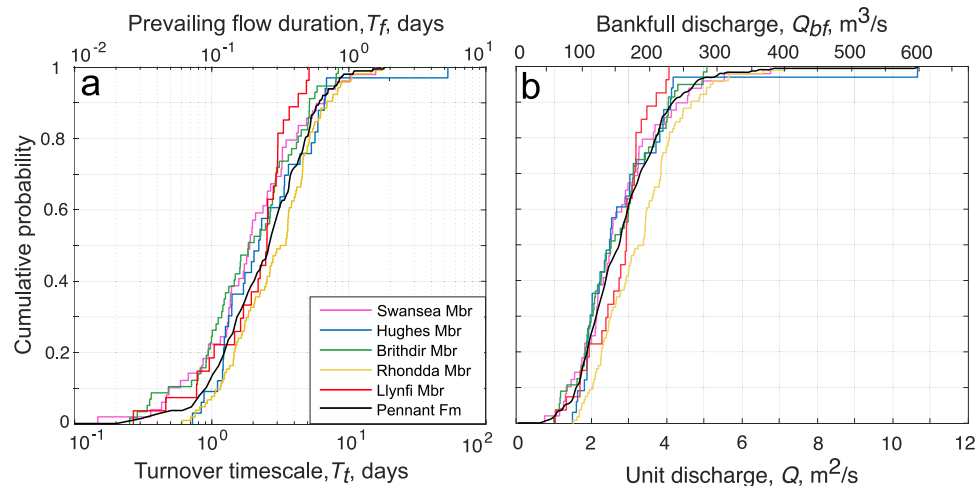 Prevailing flow duration, T_f, days
10^-2 10^-1 10^0 10^1
a
1
0.8
0.6
0.4
0.2
0
Cumulative probability
Swansea Mbr
Hughes Mbr
Brithdir Mbr
Rhondda Mbr
Llynfi Mbr
Pennant Fm
10^-1 10^0 10^1 10^2
Turnover timescale, T_t, days
Bankfull discharge, Q_bf, m^3/s
0 100 200 300 400 500 600
b
0 2 4 6 8 10 12
Unit discharge, Q, m^2/s